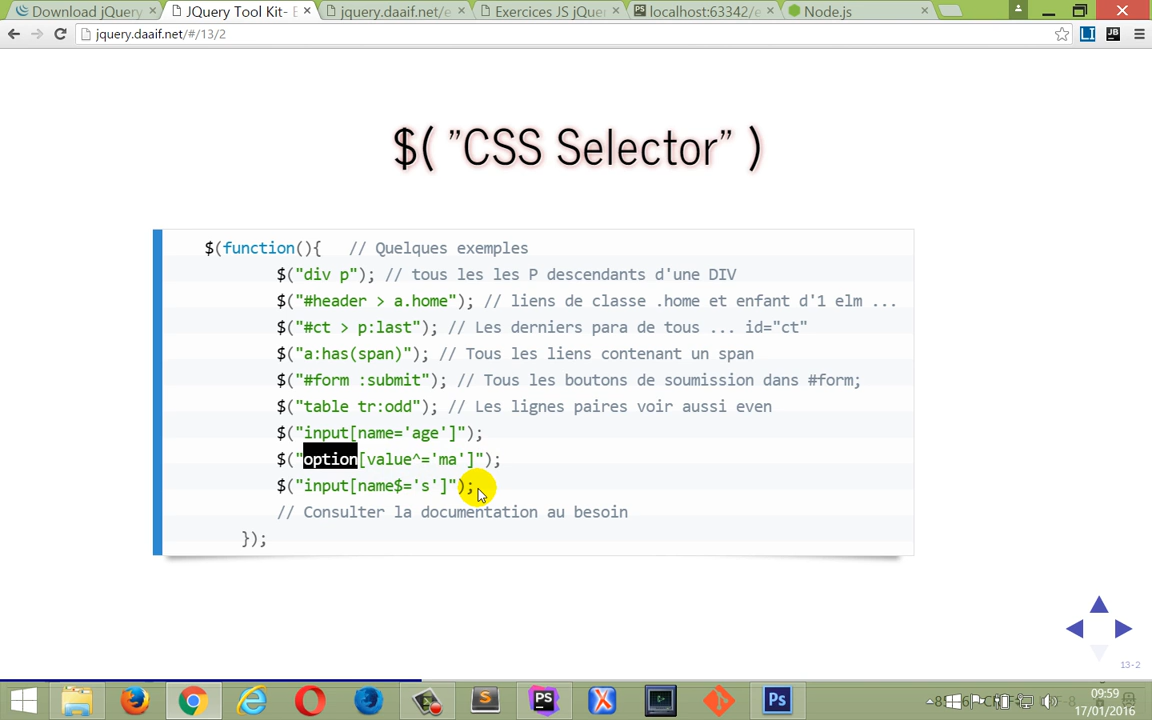 Download jQuery
JQuery Tool Kit- E
jquery.daaif.net/e
Exercices JS jQue
localhost:63342/e
Node.js
jquery.daaif.net/#/13/2
$( ”CSS Selector” )
$(function(){ // Quelques exemples
$("div p"); // tous les les P descendants d'une DIV
$("#header > a.home"); // liens de classe .home et enfant d'1 elm ...
$("#ct > p:last"); // Les derniers para de tous ... id="ct"
$("a:has(span)"); // Tous les liens contenant un span
$("#form :submit"); // Tous les boutons de soumission dans #form;
$("table tr:odd"); // Les lignes paires voir aussi even
$("input[name='age']");
$("option[value^='ma']");
$("input[name$='s']");
// Consulter la documentation au besoin
});
13-2
09:59
17/01/2016